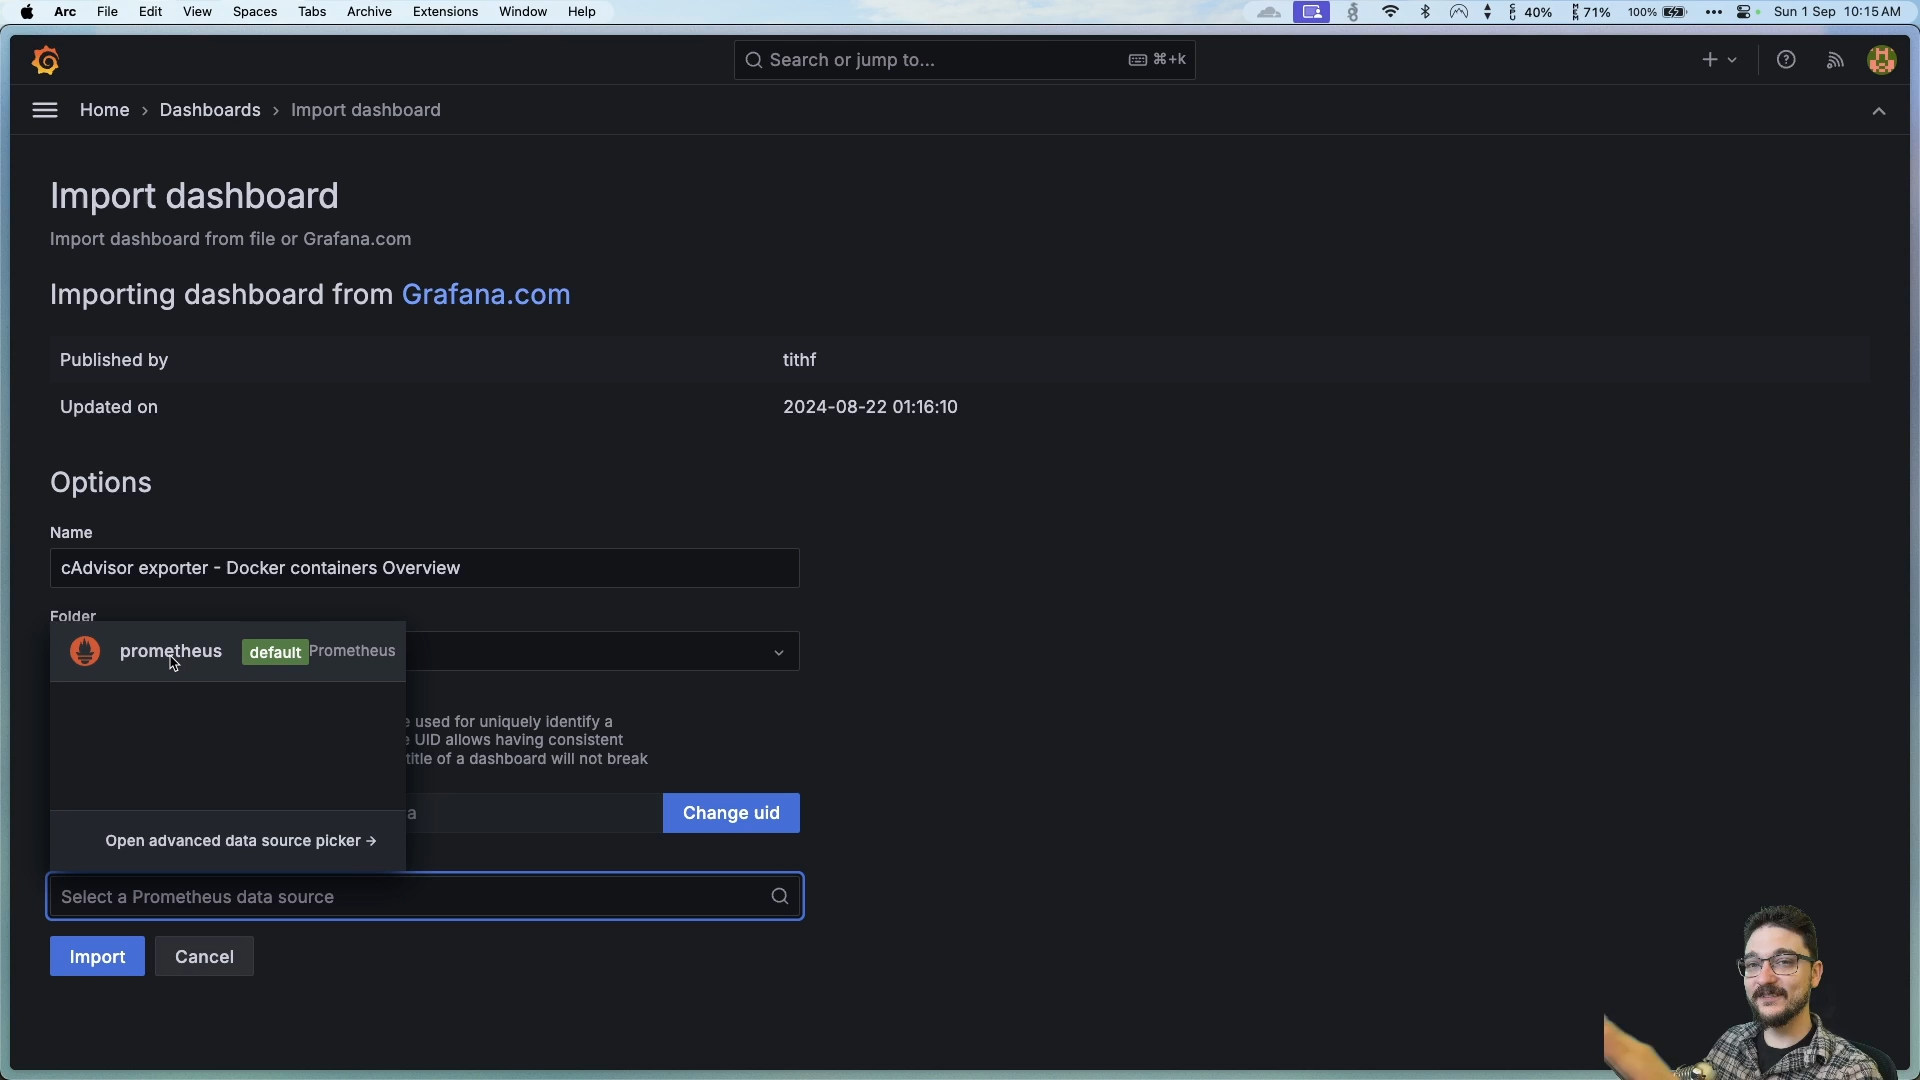 Arc File Edit View Spaces Tabs Archive Extensions Window Help 40% 71% 100% Sun 1 Sep 10:15 AM
Search or jump to... ⌘+k
Home › Dashboards › Import dashboard
Import dashboard
Import dashboard from file or Grafana.com
Importing dashboard from Grafana.com
Published by tithf
Updated on 2024-08-22 01:16:10
Options
Name
cAdvisor exporter - Docker containers Overview
Folder
prometheus default Prometheus
used for uniquely identify a
UID allows having consistent
title of a dashboard will not break
a Change uid
Open advanced data source picker →
Select a Prometheus data source
Import Cancel